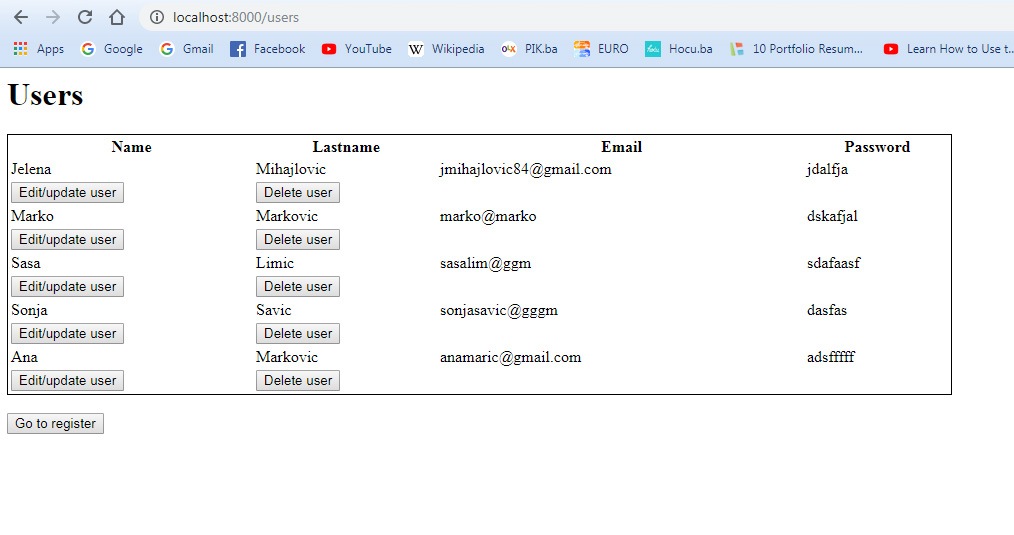 localhost:8000/users
Apps Google Gmail Facebook YouTube Wikipedia PIK.ba EURO Hocu.ba 10 Portfolio Resum... Learn How to Use t...
Users
Name Lastname Email Password
Jelena Mihajlovic jmihajlovic84@gmail.com jdalfja
Edit/update user Delete user
Marko Markovic marko@marko dskafjal
Edit/update user Delete user
Sasa Limic sasalim@ggm sdafaasf
Edit/update user Delete user
Sonja Savic sonjasavic@gggm dasfas
Edit/update user Delete user
Ana Markovic anamaric@gmail.com adsfffff
Edit/update user Delete user
Go to register